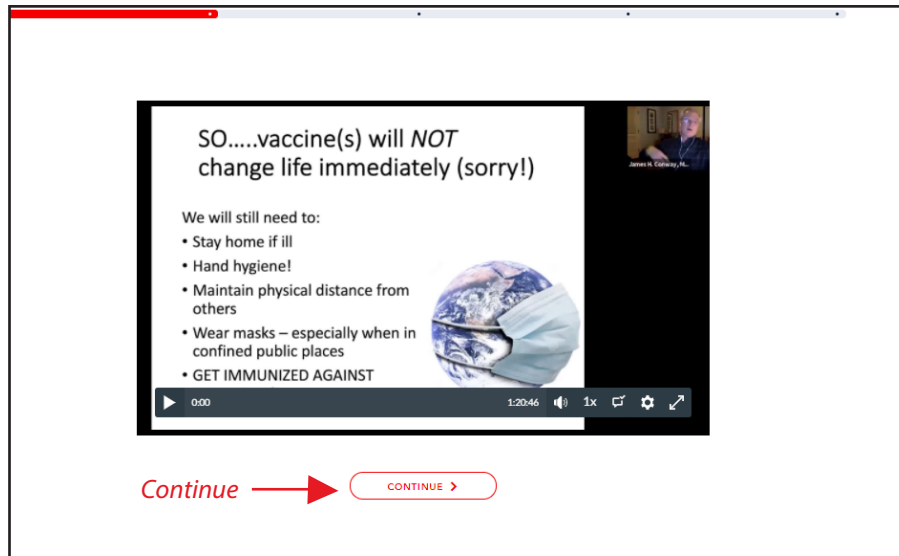 SO.....vaccine(s) will NOT
change life immediately (sorry!)
James H. Conway, M...
We will still need to:
• Stay home if ill
• Hand hygiene!
• Maintain physical distance from
others
• Wear masks – especially when in
confined public places
• GET IMMUNIZED AGAINST
0:00
1:20:46
1x
Continue
CONTINUE